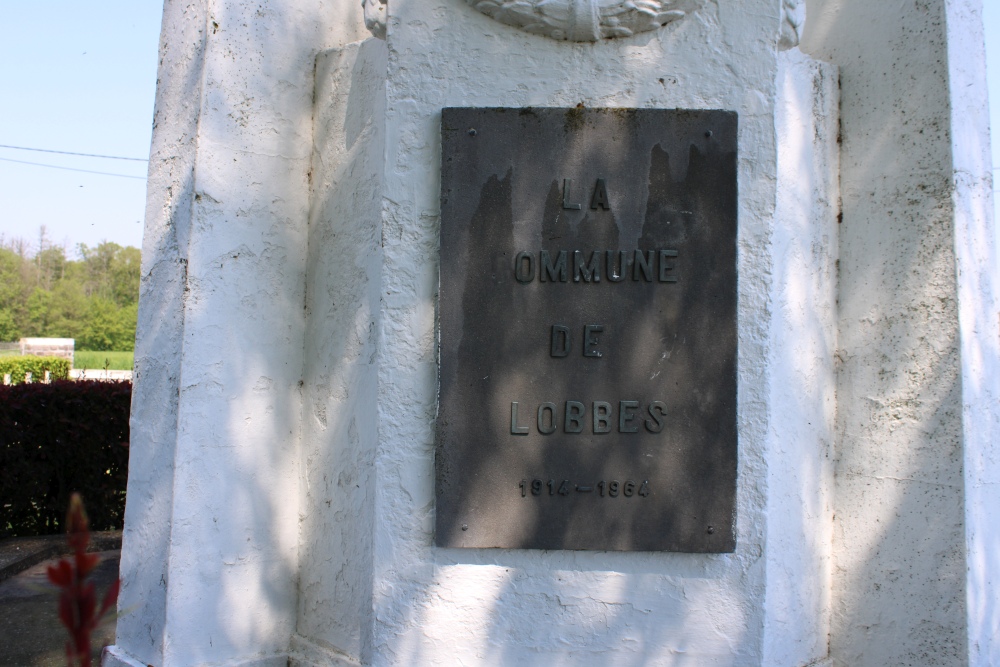 LA
OMMUNE
DE
LOBBES
1914-1964